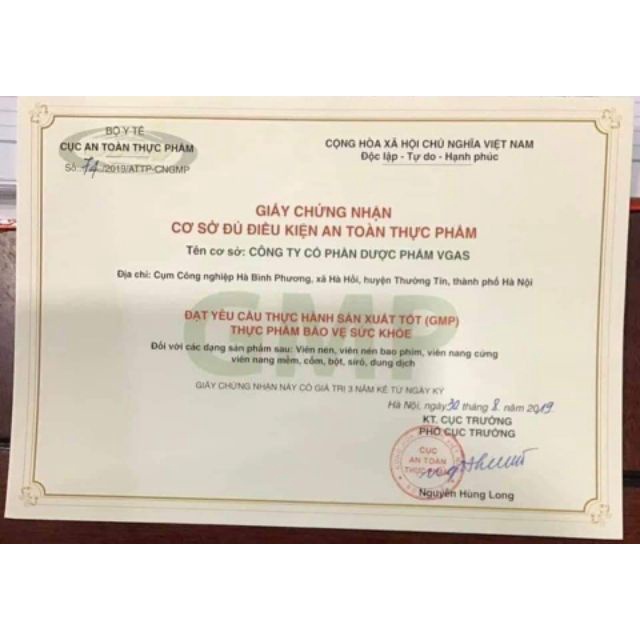 BỘ Y TẾ
CỤC AN TOÀN THỰC PHẨM
Số: 74 /2019/ATTP-CNGMP
CỘNG HÒA XÃ HỘI CHỦ NGHĨA VIỆT NAM
Độc lập - Tự do - Hạnh phúc
GIẤY CHỨNG NHẬN
CƠ SỞ ĐỦ ĐIỀU KIỆN AN TOÀN THỰC PHẨM
Tên cơ sở: CÔNG TY CỔ PHẦN DƯỢC PHẨM VGAS
Địa chỉ: Cụm Công nghiệp Hà Bình Phương, xã Hà Hồi, huyện Thường Tín, thành phố Hà Nội
GMP
ĐẠT YÊU CẦU THỰC HÀNH SẢN XUẤT TỐT (GMP)
THỰC PHẨM BẢO VỆ SỨC KHỎE
Đối với các dạng sản phẩm sau: Viên nén, viên nén bao phim, viên nang cứng
viên nang mềm, cốm, bột, sirô, dung dịch
GIẤY CHỨNG NHẬN NÀY CÓ GIÁ TRỊ 3 NĂM KỂ TỪ NGÀY KÝ
Hà Nội, ngày 30 tháng 8 năm 2019
KT. CỤC TRƯỞNG
PHÓ CỤC TRƯỞNG
CỤC
AN TOÀN
THỰC PHẨM
Nguyễn Hùng Long